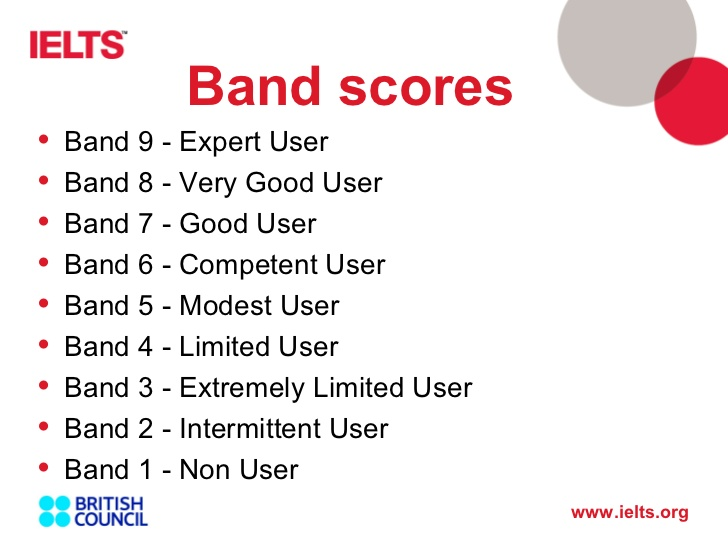 IELTS™
Band scores
• Band 9 - Expert User
• Band 8 - Very Good User
• Band 7 - Good User
• Band 6 - Competent User
• Band 5 - Modest User
• Band 4 - Limited User
• Band 3 - Extremely Limited User
• Band 2 - Intermittent User
• Band 1 - Non User
BRITISH
COUNCIL
www.ielts.org